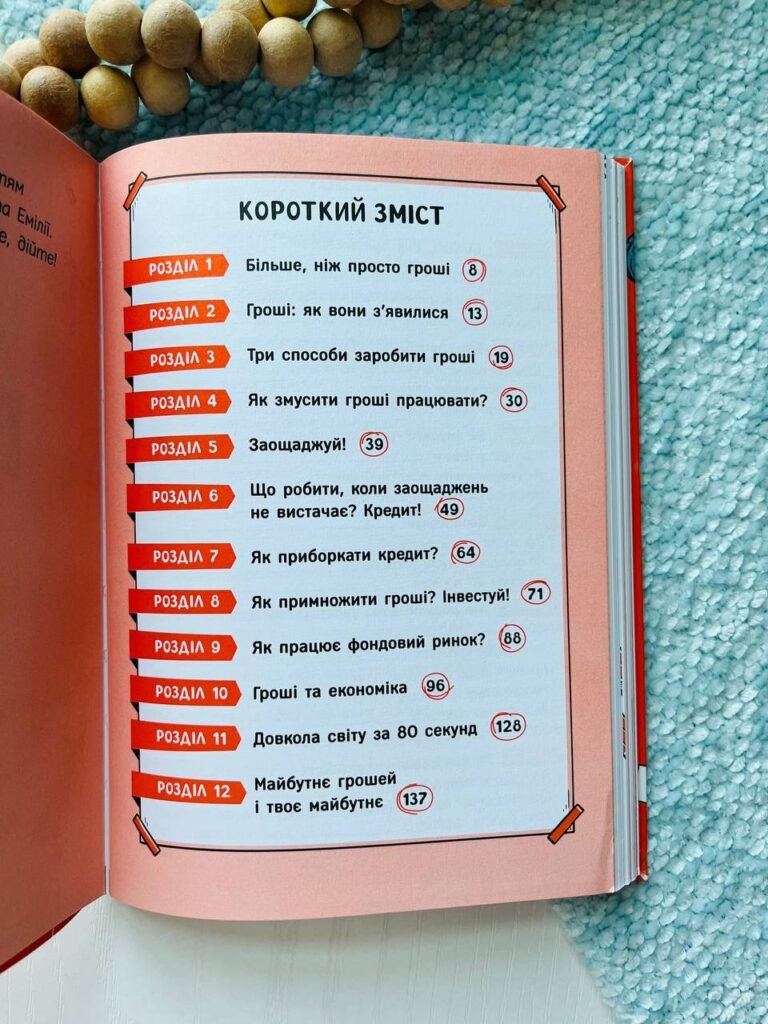 на Емілії.
дійте!
КОРОТКИЙ ЗМІСТ
РОЗДІЛ 1 Більше, ніж просто гроші 8
РОЗДІЛ 2 Гроші: як вони з’явилися 13
РОЗДІЛ 3 Три способи заробити гроші 19
РОЗДІЛ 4 Як змусити гроші працювати? 30
РОЗДІЛ 5 Заощаджуй! 39
РОЗДІЛ 6 Що робити, коли заощаджень
не вистачає? Кредит! 49
РОЗДІЛ 7 Як приборкати кредит? 64
РОЗДІЛ 8 Як примножити гроші? Інвестуй! 71
РОЗДІЛ 9 Як працює фондовий ринок? 88
РОЗДІЛ 10 Гроші та економіка 96
РОЗДІЛ 11 Довкола світу за 80 секунд 128
РОЗДІЛ 12 Майбутнє грошей
і твоє майбутнє 137